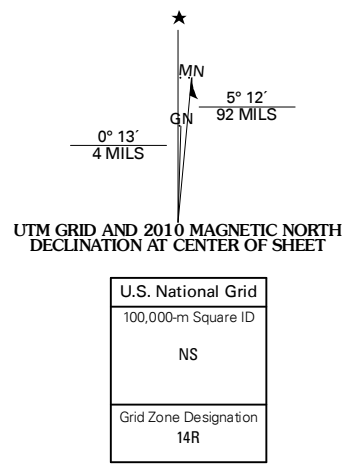 MN
GN
5° 12´
92 MILS
0° 13´
4 MILS
UTM GRID AND 2010 MAGNETIC NORTH
DECLINATION AT CENTER OF SHEET
U.S. National Grid
100,000-m Square ID
NS
Grid Zone Designation
14R